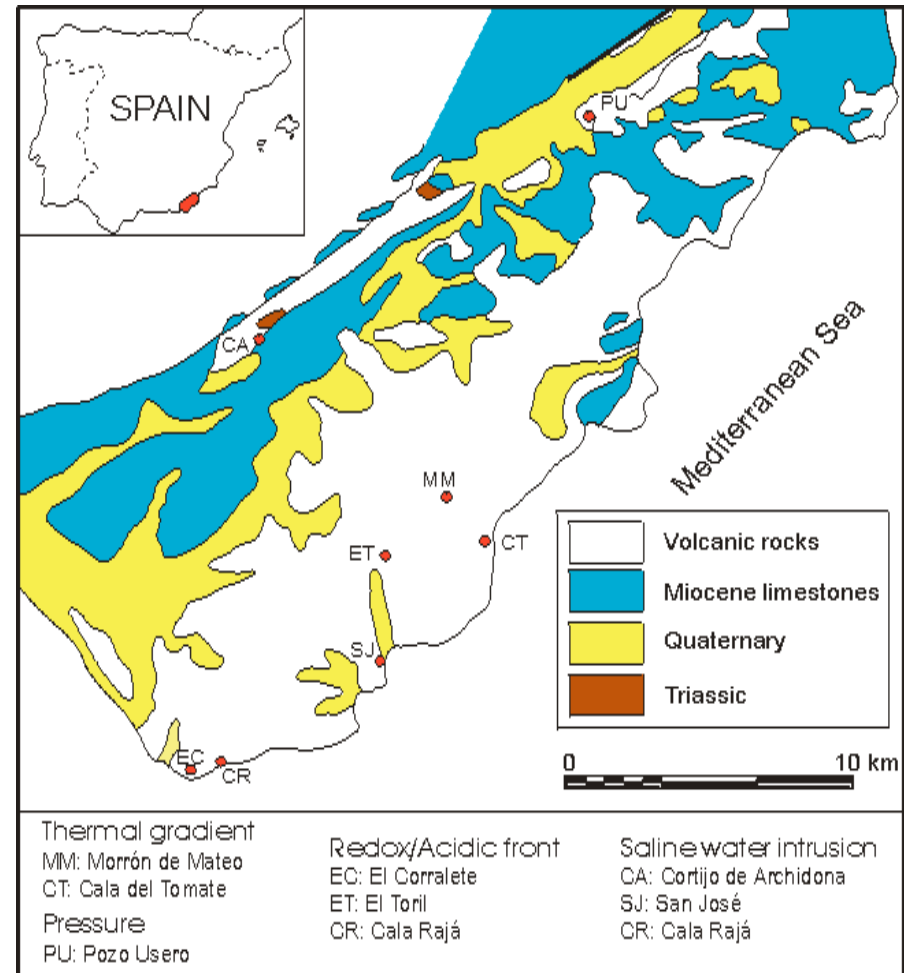 SPAIN
PU
CA
Mediterranean Sea
MM
CT
ET
SJ
EC
CR
Volcanic rocks
Miocene limestones
Quaternary
Triassic
0 10 km
Thermal gradient
MM: Morrón de Mateo
CT: Cala del Tomate
Pressure
PU: Pozo Usero
Redox/Acidic front
EC: El Corralete
ET: El Toril
CR: Cala Rajá
Saline water intrusion
CA: Cortijo de Archidona
SJ: San José
CR: Cala Rajá